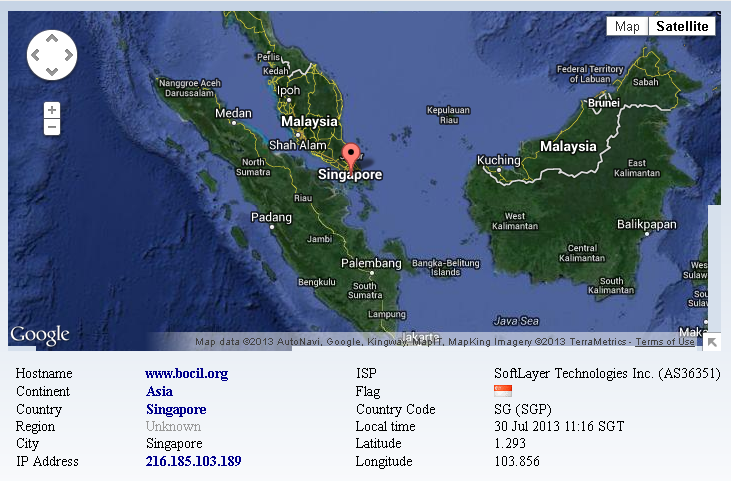 Map Satellite
Perlis
Kedah
Nanggroe Aceh
Darussalam
Ipoh
Federal Territory
of Labuan
Sabah
Medan
Kepulauan
Riau
Brunei
Malaysia
Shah Alam
Malaysia
North
Sumatra
Kuching
Singapore
East
Kalimantan
Riau
Padang
West
Kalimantan
Balikpapan
Jambi
Central
Kalimantan
Palembang
Bangka-Belitung
Islands
Wes
Sulaw
Bengkulu
South
Sumatra
South
Kalimantan
Sou
Sulaw
Lampung
Java Sea
Mak
Google
Jakarta
Map data ©2013 AutoNavi, Google, Kingway, MapIT, MapKing Imagery ©2013 TerraMetrics - Terms of Use
Hostname www.bocil.org ISP SoftLayer Technologies Inc. (AS36351)
Continent Asia Flag
Country Singapore Country Code SG (SGP)
Region Unknown Local time 30 Jul 2013 11:16 SGT
City Singapore Latitude 1.293
IP Address 216.185.103.189 Longitude 103.856